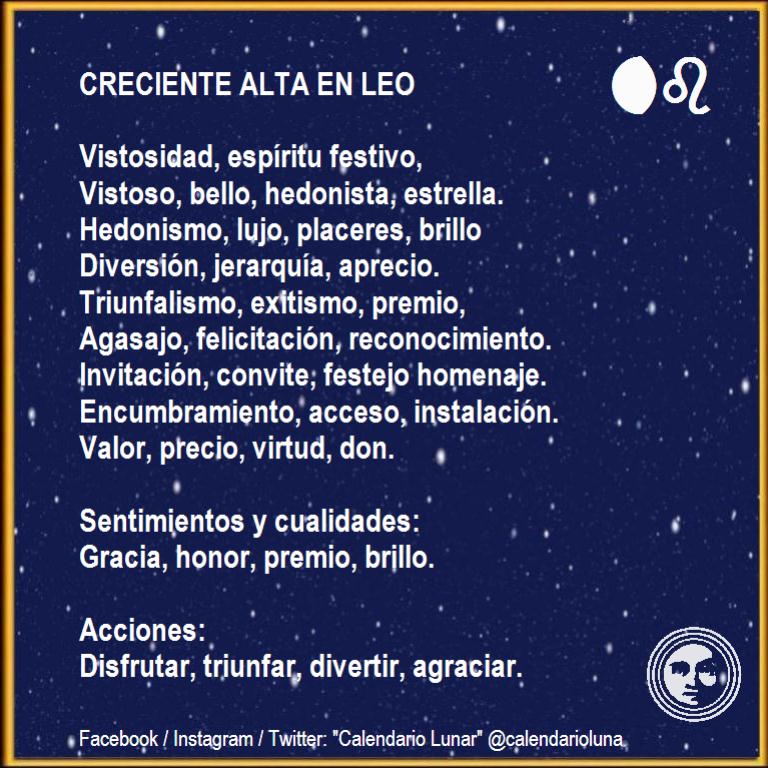 CRECIENTE ALTA EN LEO
Vistosidad, espíritu festivo,
Vistoso, bello, hedonista, estrella.
Hedonismo, lujo, placeres, brillo
Diversión, jerarquía, aprecio.
Triunfalismo, exitismo, premio,
Agasajo, felicitación, reconocimiento.
Invitación, convite, festejo homenaje.
Encumbramiento, acceso, instalación.
Valor, precio, virtud, don.
Sentimientos y cualidades:
Gracia, honor, premio, brillo.
Acciones:
Disfrutar, triunfar, divertir, agraciar.
Facebook / Instagram / Twitter: "Calendario Lunar" @calendarioluna